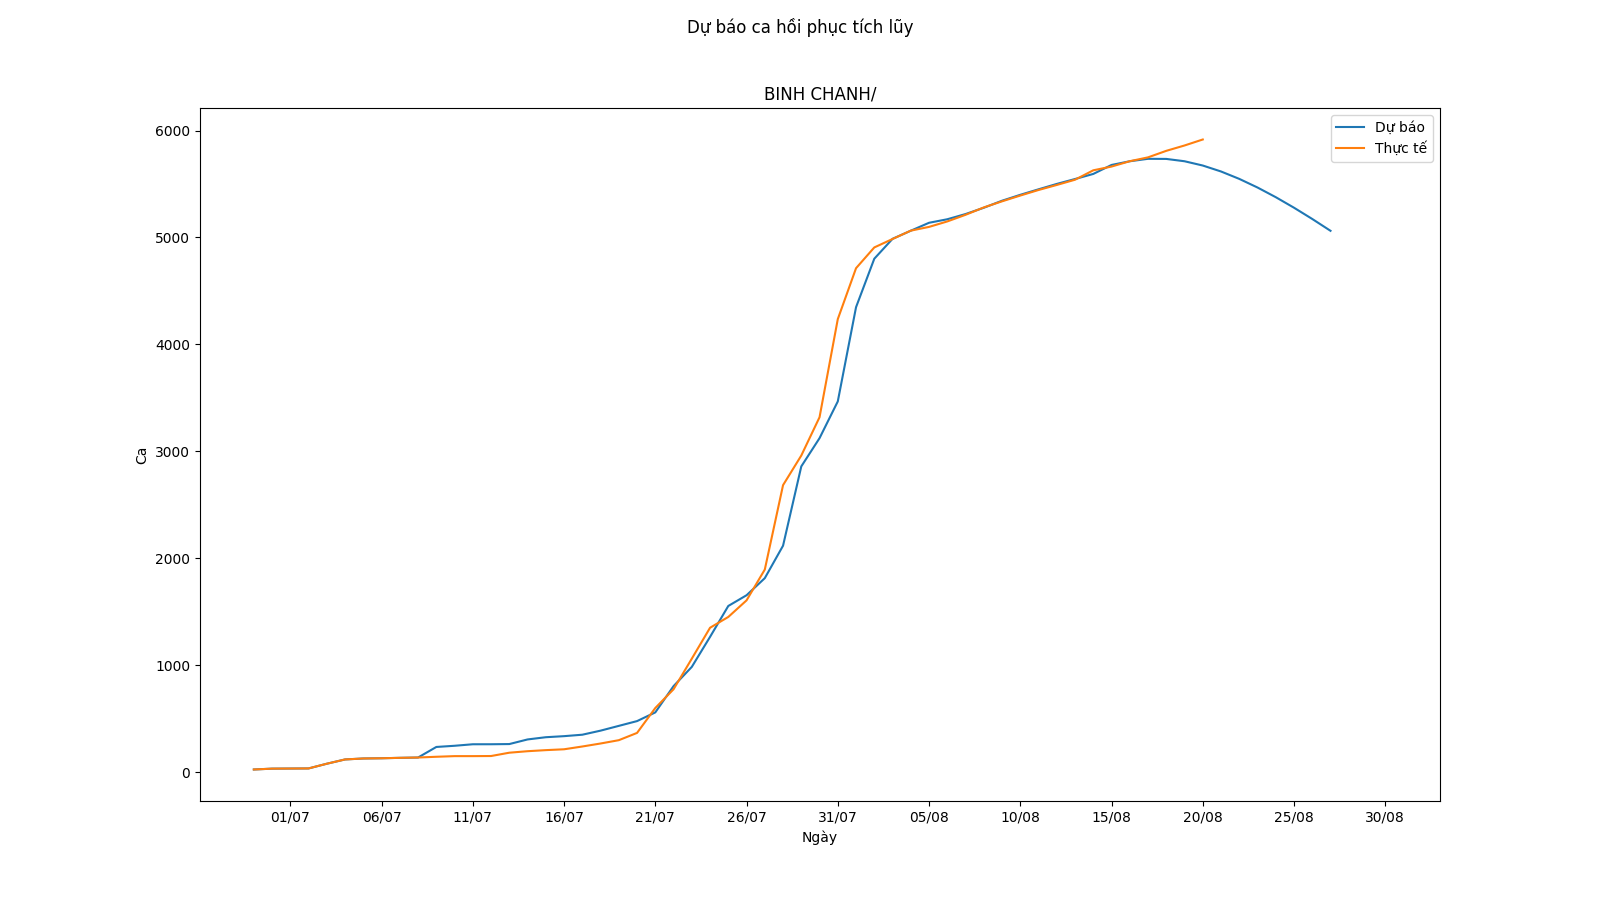 Dự báo ca hồi phục tích lũy
BINH CHANH/
Dự báo
Thực tế
6000
5000
4000
3000
2000
1000
0
Ca
01/07 06/07 11/07 16/07 21/07 26/07 31/07 05/08 10/08 15/08 20/08 25/08 30/08
Ngày